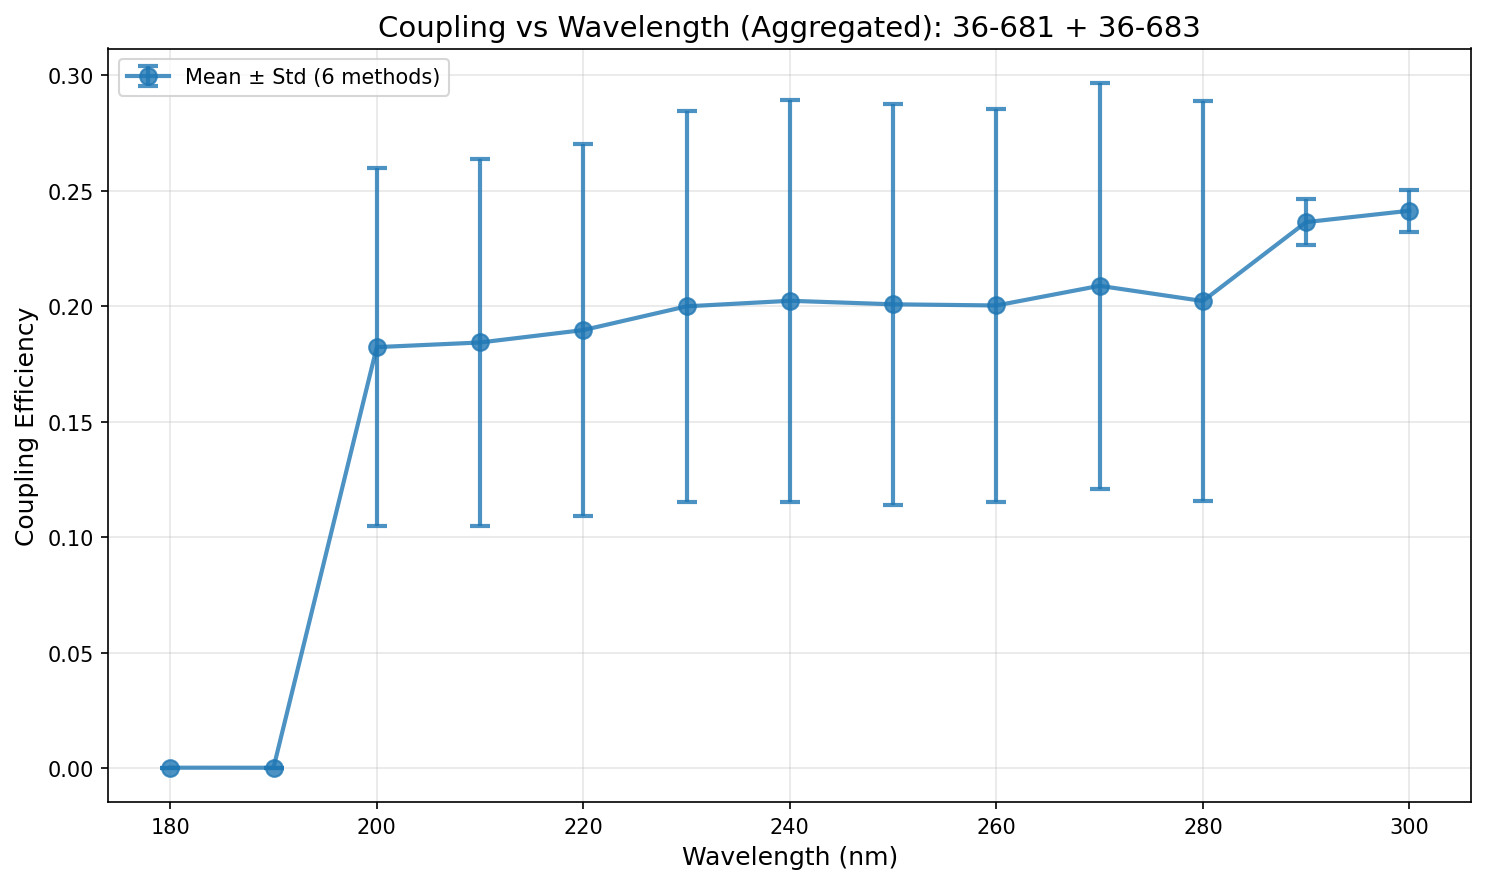 Coupling vs Wavelength (Aggregated): 36-681 + 36-683
Mean ± Std (6 methods)
Coupling Efficiency
0.30
0.25
0.20
0.15
0.10
0.05
0.00
180 200 220 240 260 280 300
Wavelength (nm)